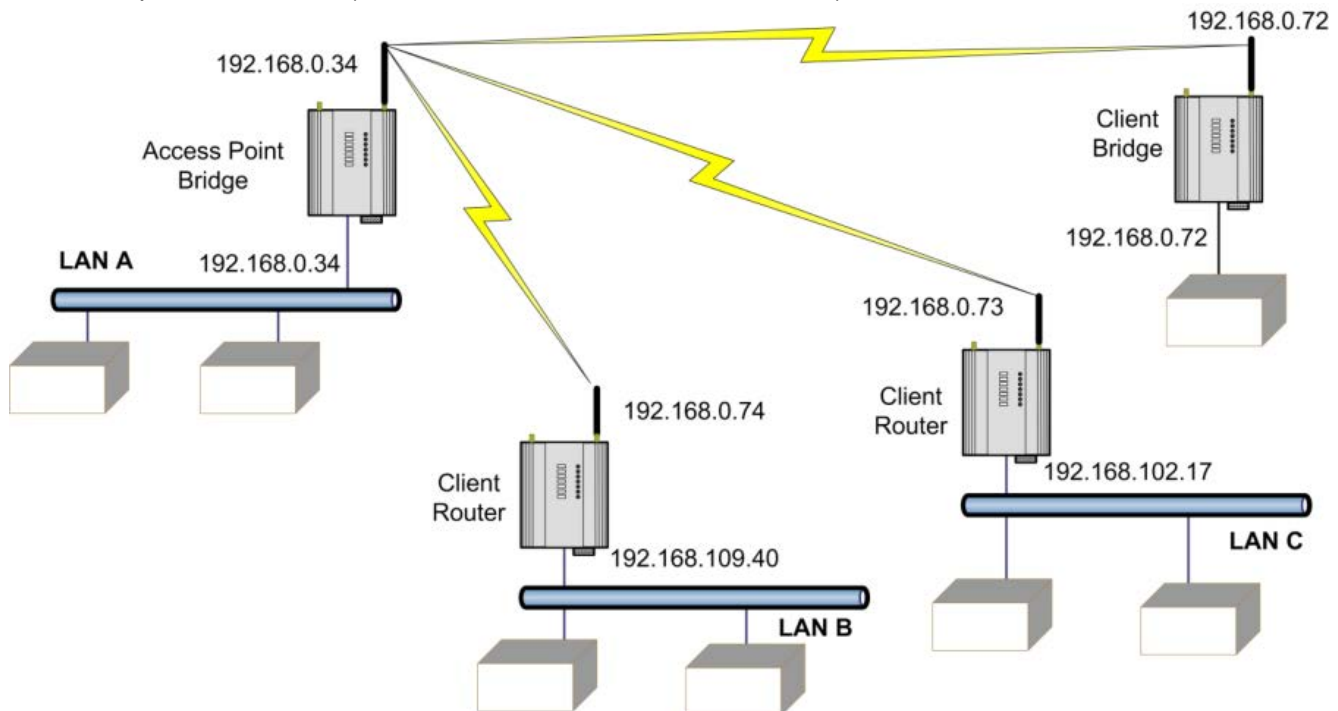 192.168.0.72
192.168.0.34
Client
Bridge
Access Point
Bridge
192.168.0.72
LAN A
192.168.0.34
192.168.0.73
Client
Router
192.168.0.74
192.168.102.17
Client
Router
LAN C
192.168.109.40
LAN B